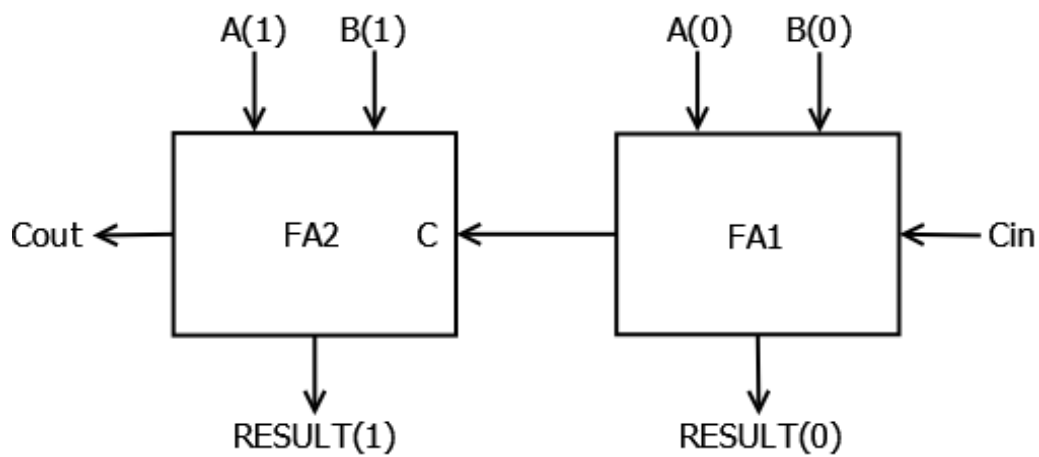 A(1) B(1) A(0) B(0)
Cout FA2 C FA1 Cin
RESULT(1) RESULT(0)